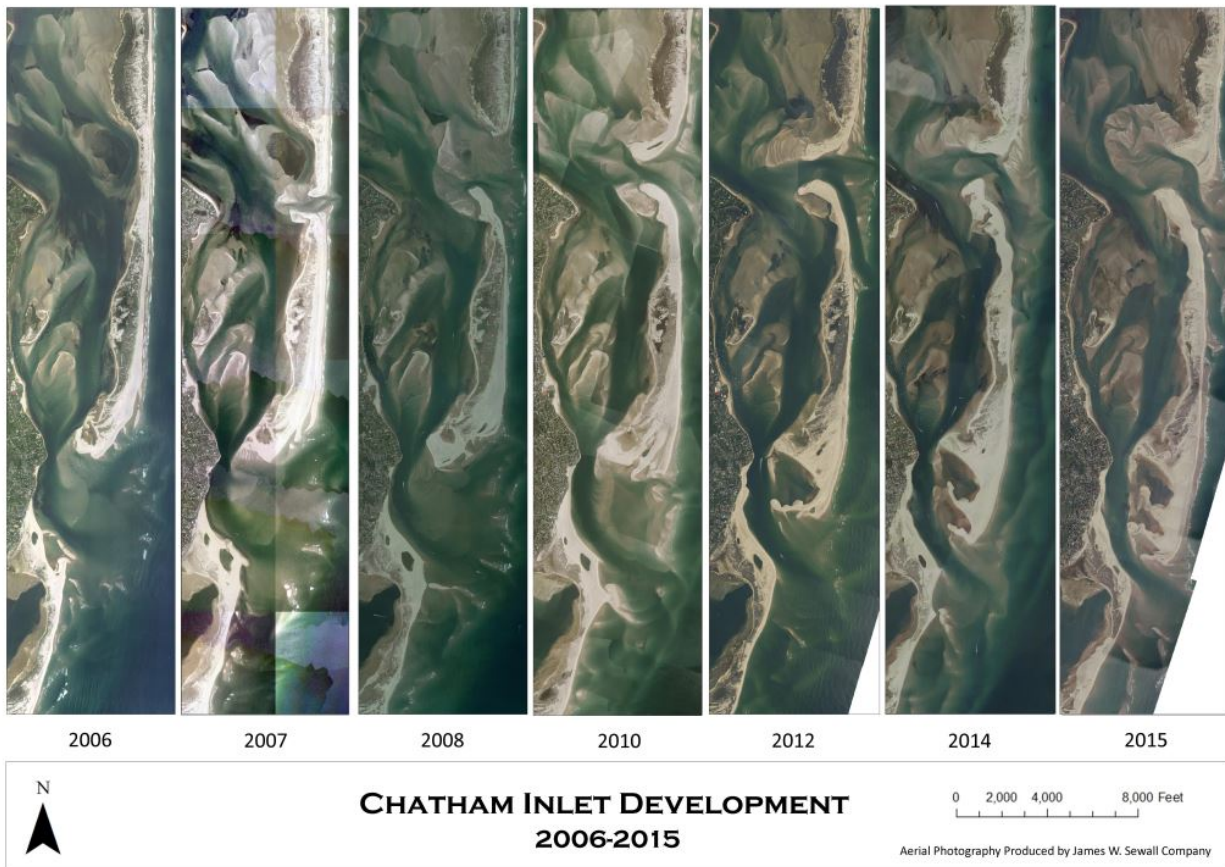 2006 2007 2008 2010 2012 2014 2015
N
CHATHAM INLET DEVELOPMENT
2006-2015
0 2,000 4,000 8,000 Feet
Aerial Photography Produced by James W. Sewall Company